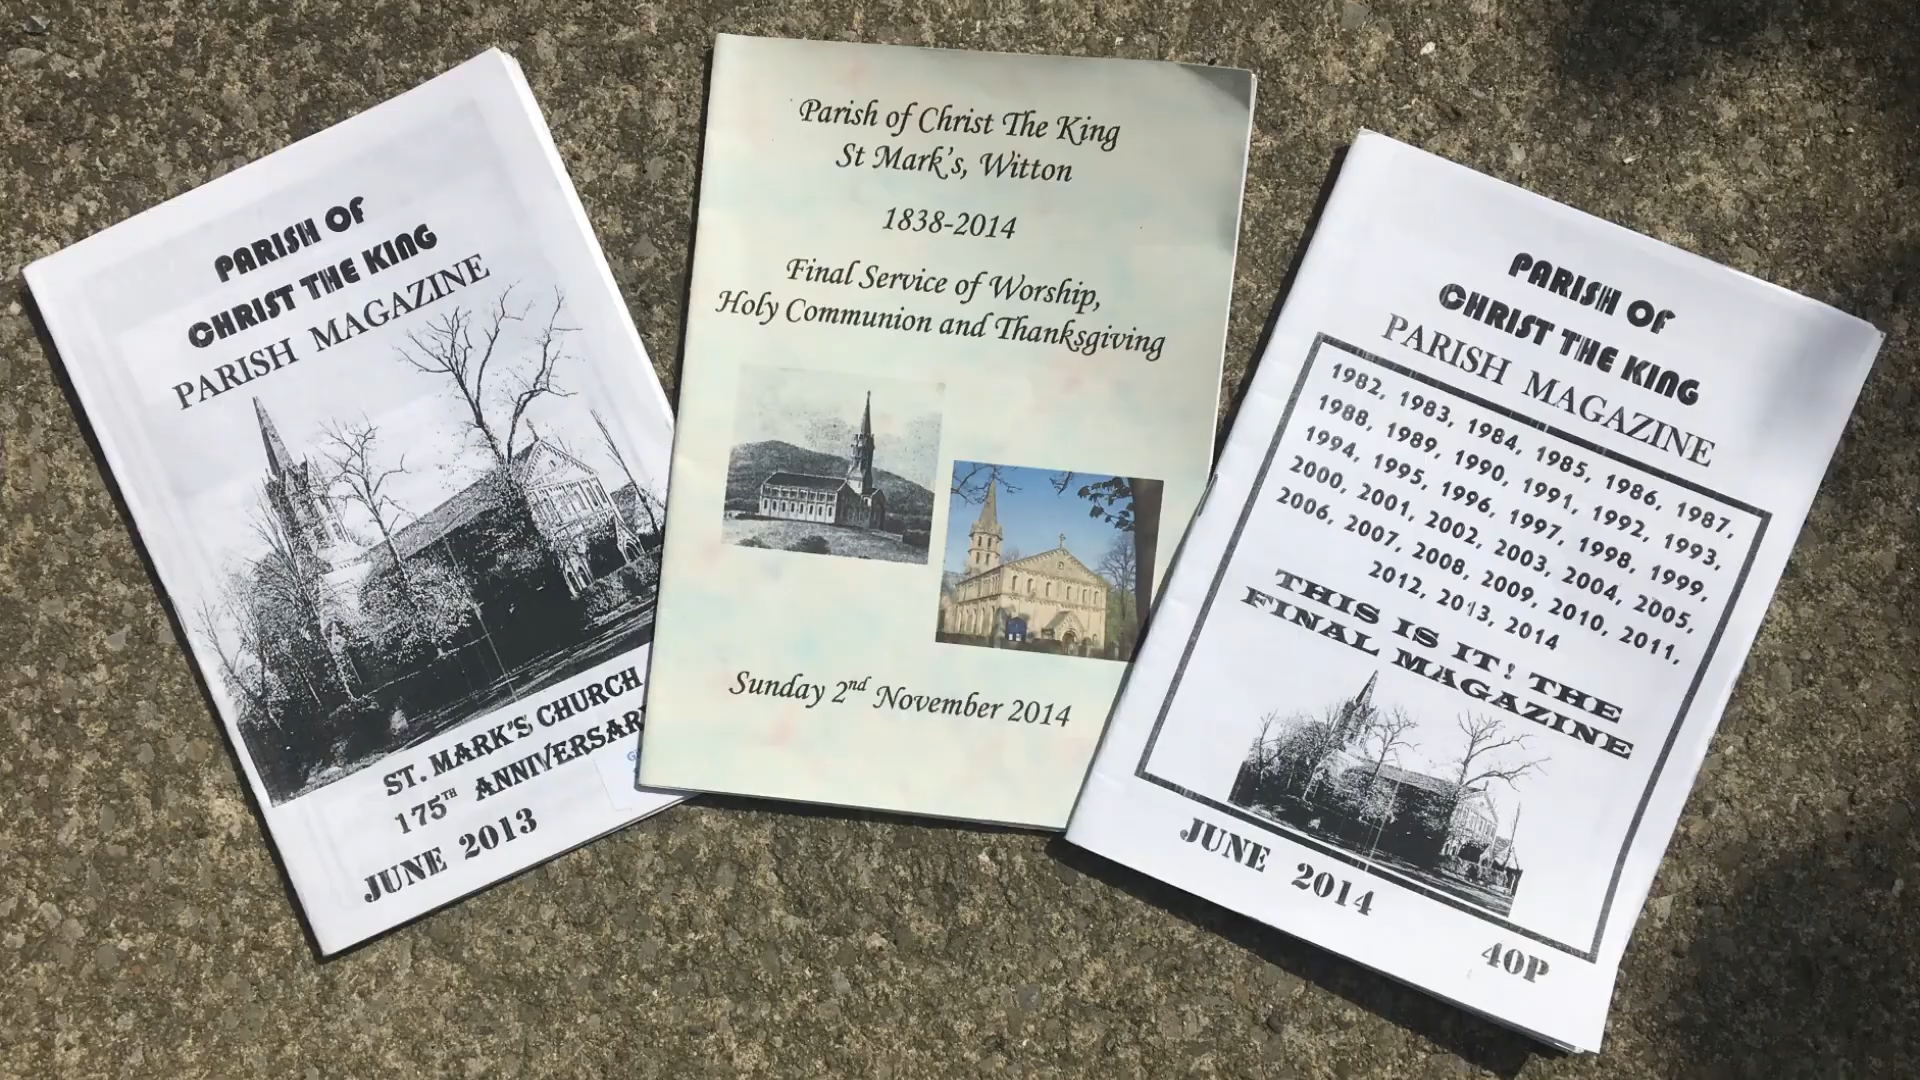 PARISH OF
CHRIST THE KING
PARISH MAGAZINE
ST. MARK'S CHURCH
175TH ANNIVERSARY
JUNE 2013
Parish of Christ The King
St Mark's, Witton
1838-2014
Final Service of Worship,
Holy Communion and Thanksgiving
Sunday 2nd November 2014
PARISH OF
CHRIST THE KING
PARISH MAGAZINE
1982, 1983, 1984, 1985, 1986, 1987,
1988, 1989, 1990, 1991, 1992, 1993,
1994, 1995, 1996, 1997, 1998, 1999,
2000, 2001, 2002, 2003, 2004, 2005,
2006, 2007, 2008, 2009, 2010, 2011,
2012, 2013, 2014
THIS IS IT! THE
FINAL MAGAZINE
JUNE 2014
40P